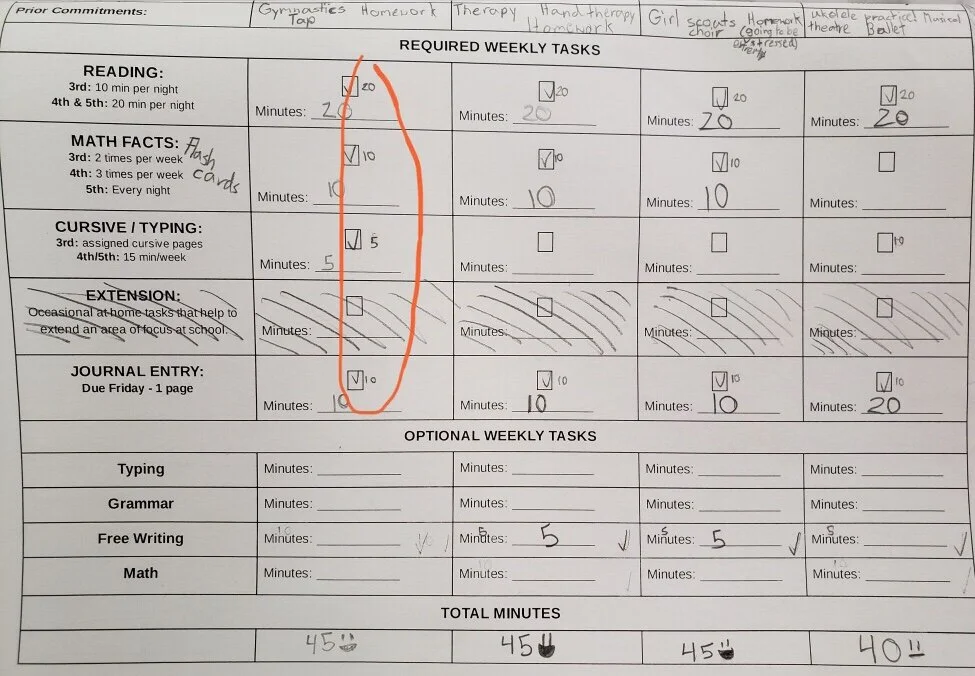 Prior Commitments: Gymnastics Homework Therapy Hand therapy Girl scouts Homework ukelele practice! Musical
Tap Homework choir (going to be stressed) theatre Ballet
REQUIRED WEEKLY TASKS
READING:
3rd: 10 min per night
4th & 5th: 20 min per night
20 20 20 20
Minutes: 20 Minutes: 20 Minutes: 20 Minutes: 20
MATH FACTS: Flash cards
3rd: 2 times per week
4th: 3 times per week
5th: Every night
10 10 10
Minutes: 10 Minutes: 10 Minutes: 10 Minutes:
CURSIVE / TYPING:
3rd: assigned cursive pages
4th/5th: 15 min/week
5 10
Minutes: 5 Minutes: Minutes: Minutes:
EXTENSION:
Occasional at home tasks that help to
extend an area of focus at school.
Minutes: Minutes: Minutes: Minutes:
JOURNAL ENTRY:
Due Friday - 1 page
10 10 10 10
Minutes: 10 Minutes: 10 Minutes: 10 Minutes: 20
OPTIONAL WEEKLY TASKS
Typing Minutes: Minutes: Minutes: Minutes:
Grammar Minutes: Minutes: Minutes: Minutes:
10 5 5 5
Free Writing Minutes: Minutes: 5 Minutes: 5 Minutes:
10 10
Math Minutes: Minutes: Minutes: Minutes:
TOTAL MINUTES
45 45 45 40